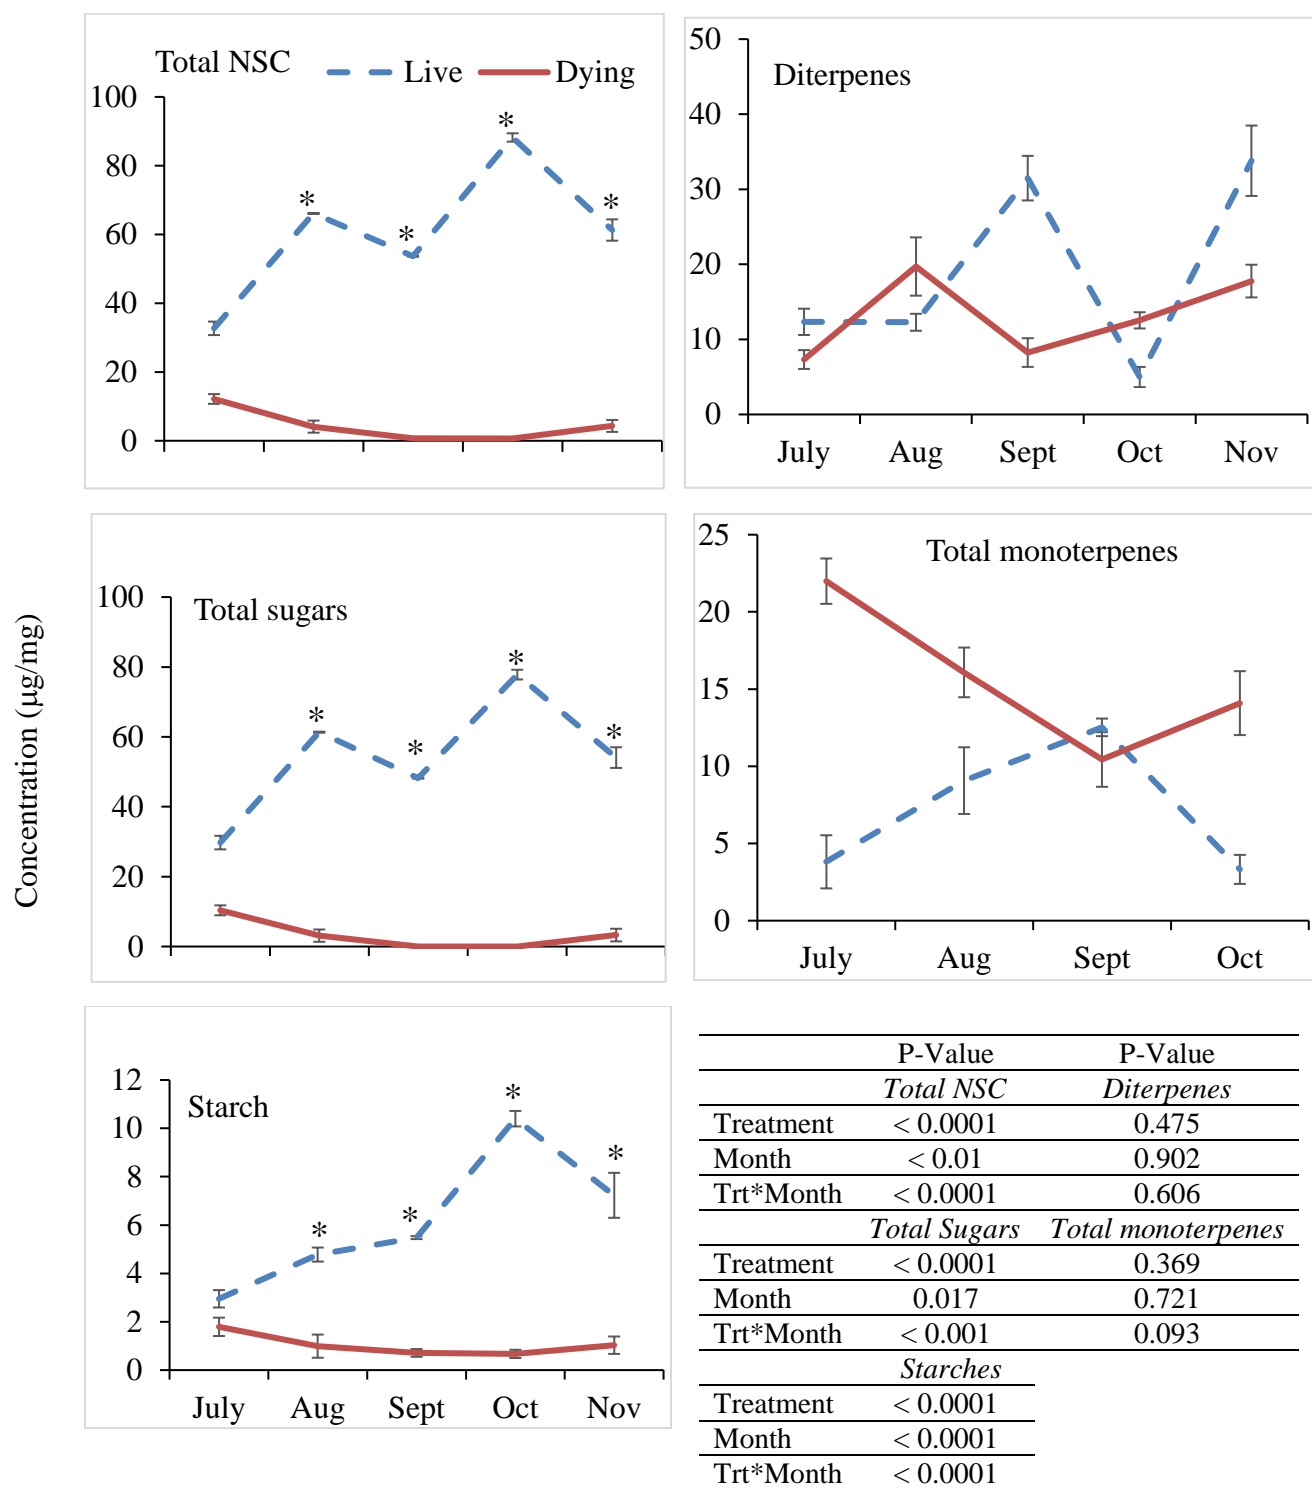 Concentration (µg/mg)
Total NSC
Live
Dying
100
80
60
40
20
0
*
*
*
*
Diterpenes
50
40
30
20
10
0
July Aug Sept Oct Nov
Total sugars
100
80
60
40
20
0
*
*
*
*
Total monoterpenes
25
20
15
10
5
0
July Aug Sept Oct
Starch
12
10
8
6
4
2
0
*
*
*
*
July Aug Sept Oct Nov
P-Value P-Value
Total NSC Diterpenes
Treatment < 0.0001 0.475
Month < 0.01 0.902
Trt*Month < 0.0001 0.606
Total Sugars Total monoterpenes
Treatment < 0.0001 0.369
Month 0.017 0.721
Trt*Month < 0.001 0.093
Starches
Treatment < 0.0001
Month < 0.0001
Trt*Month < 0.0001